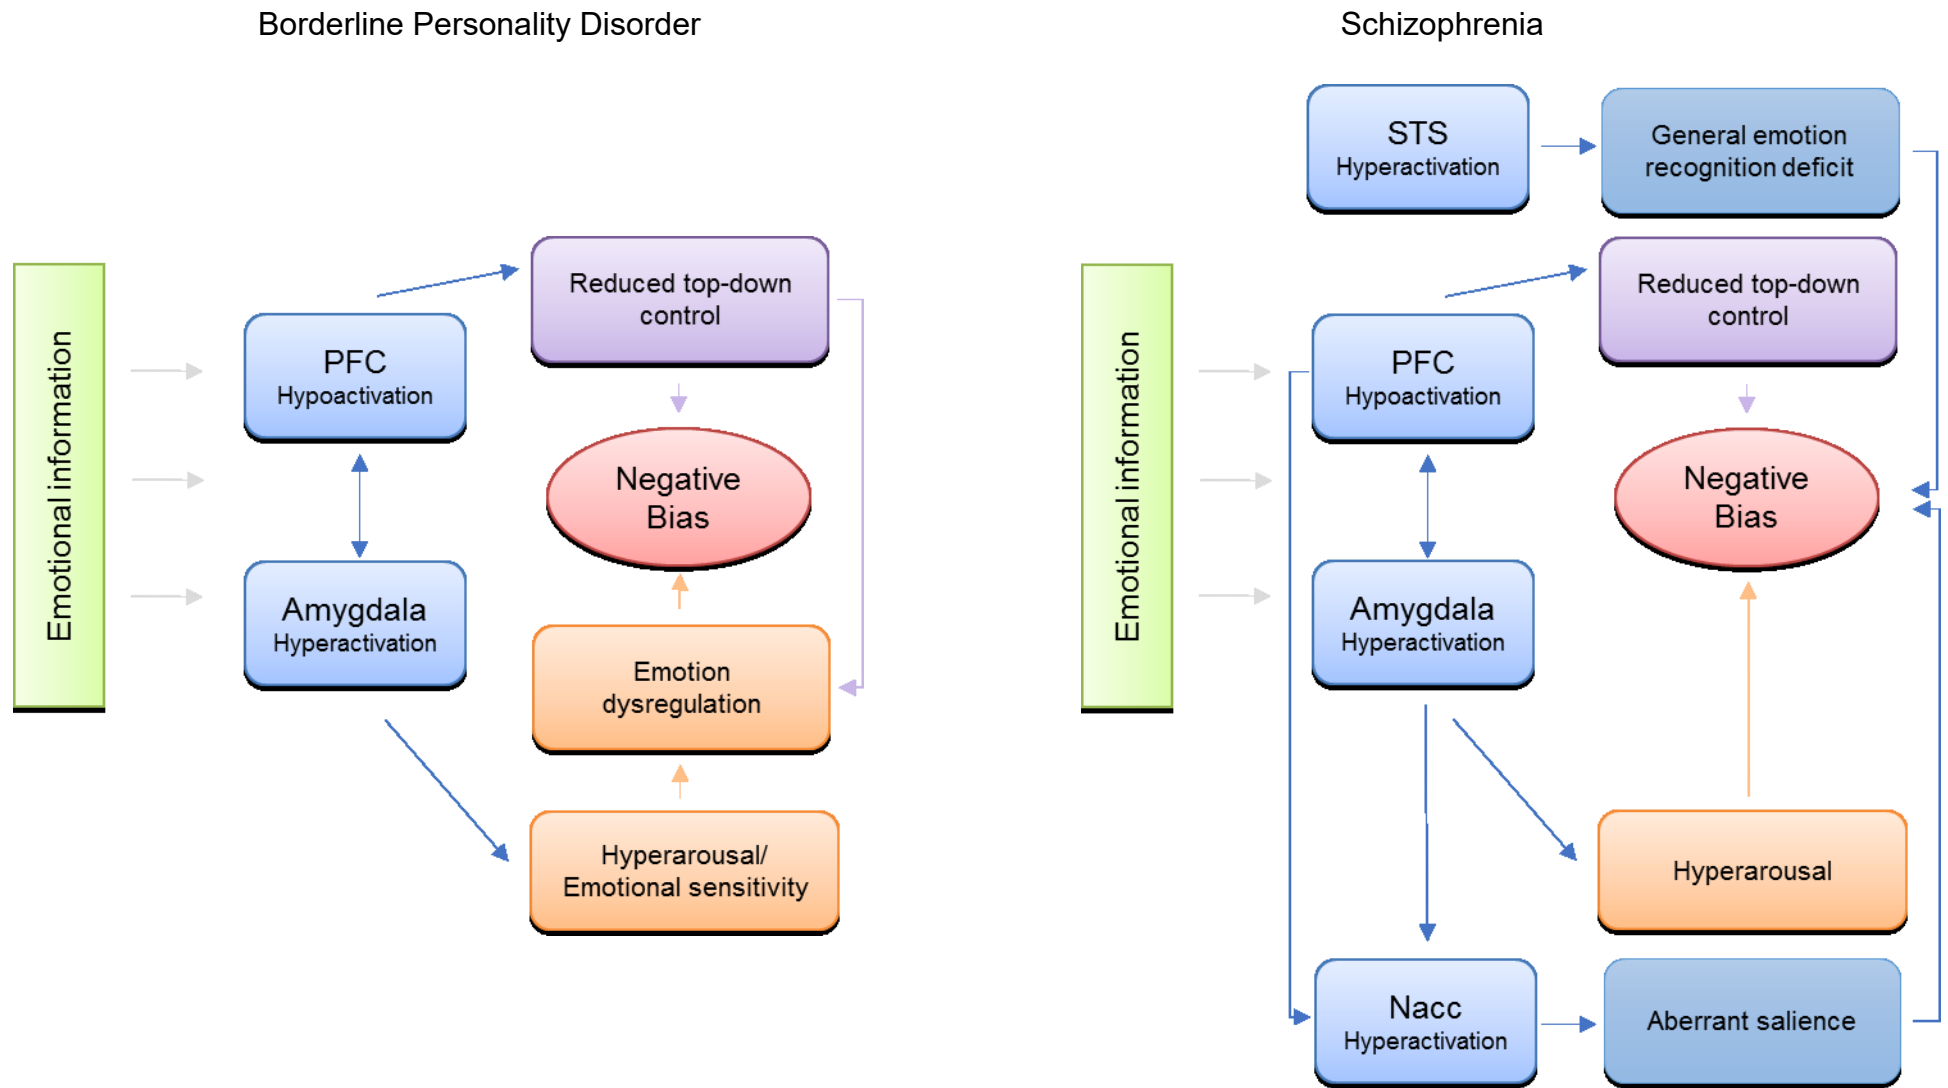 Borderline Personality Disorder
Emotional information
PFC
Hypoactivation
Amygdala
Hyperactivation
Reduced top-down
control
Negative
Bias
Emotion
dysregulation
Hyperarousal/
Emotional sensitivity
Schizophrenia
Emotional information
STS
Hyperactivation
General emotion
recognition deficit
PFC
Hypoactivation
Reduced top-down
control
Negative
Bias
Amygdala
Hyperactivation
Hyperarousal
Nacc
Hyperactivation
Aberrant salience